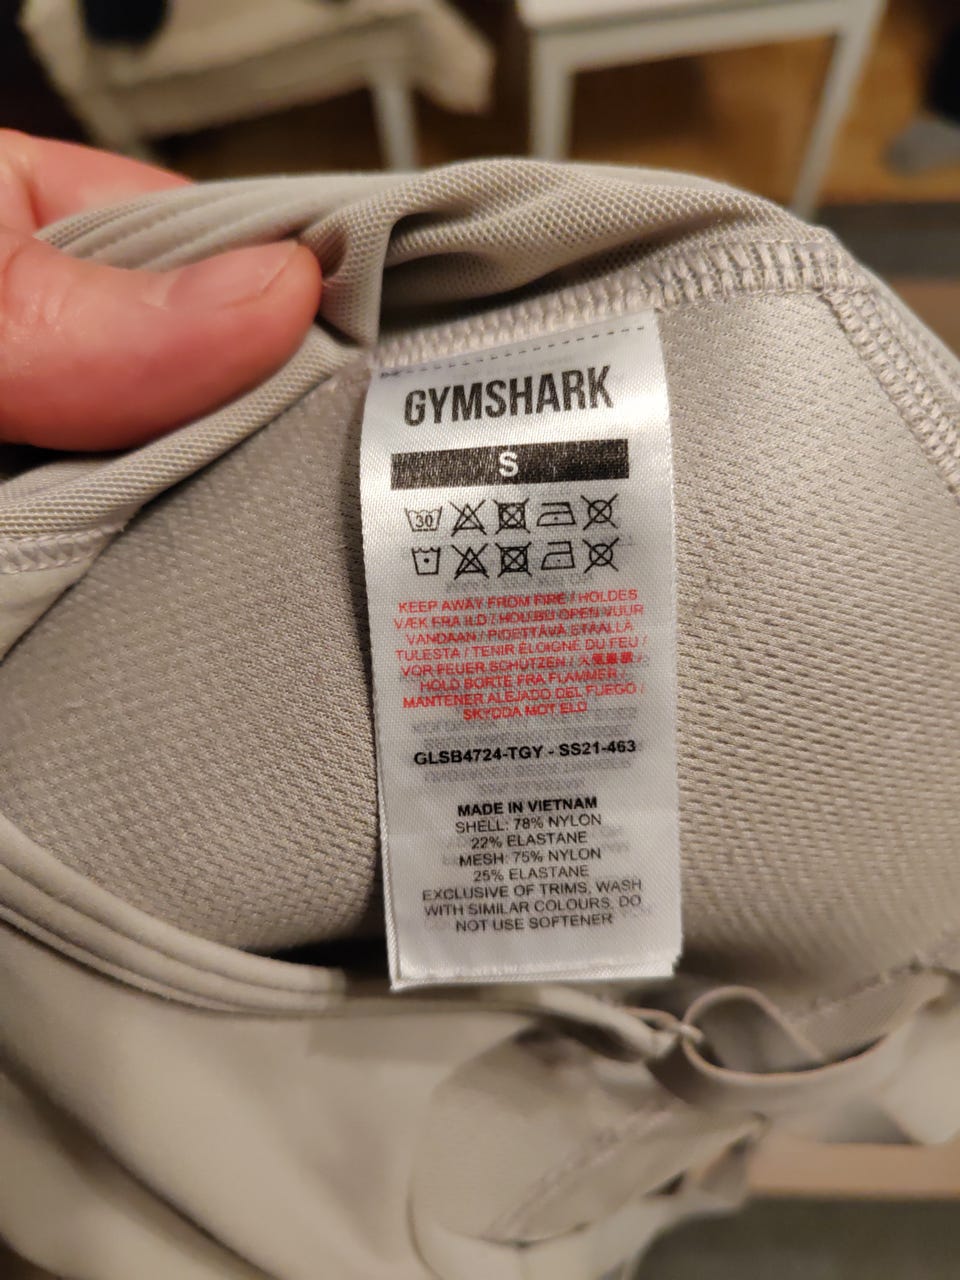 GYMSHARK
S
30
KEEP AWAY FROM FIRE / HOLDES
VÆK FRA ILD / HOU BIJ OPEN VUUR
VANDAAN / PIDETTÄVÄ ETÄÄLLÄ
TULESTA / TENIR ÉLOIGNÉ DU FEU /
VOR FEUER SCHÜTZEN / /
HOLD BORTE FRA FLAMMER /
MANTENER ALEJADO DEL FUEGO /
SKYDDA MOT ELD
GLSB4724-TGY - SS21-463
MADE IN VIETNAM
SHELL: 78% NYLON
22% ELASTANE
MESH: 75% NYLON
25% ELASTANE
EXCLUSIVE OF TRIMS, WASH
WITH SIMILAR COLOURS, DO
NOT USE SOFTENER